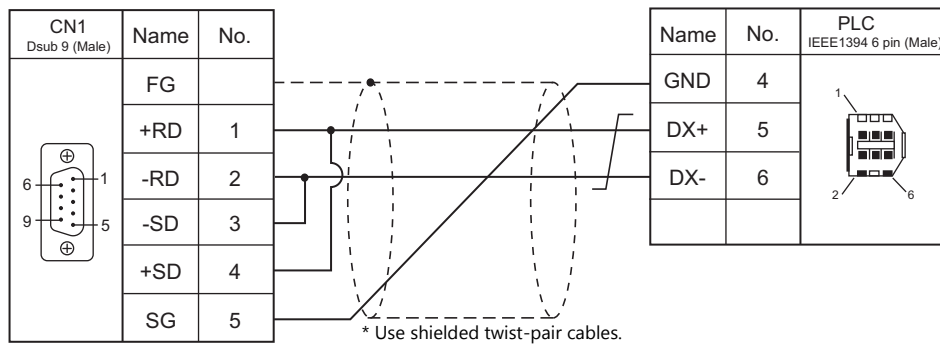 CN1
Dsub 9 (Male)
Name
No.
FG
+RD 1
-RD 2
-SD 3
+SD 4
SG 5
1
6
9
5
* Use shielded twist-pair cables.
Name
No.
PLC
IEEE1394 6 pin (Male)
GND 4
DX+ 5
DX- 6
1
2
6